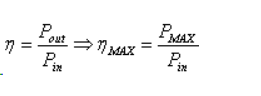 η = P_out / P_in ⇒ η_MAX = P_MAX / P_in